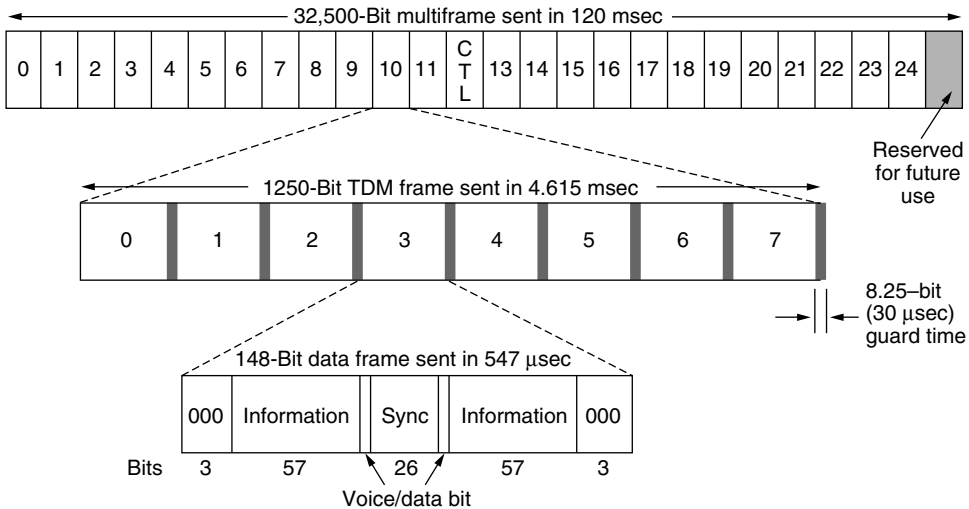 32,500-Bit multiframe sent in 120 msec
0 1 2 3 4 5 6 7 8 9 10 11 CTL 13 14 15 16 17 18 19 20 21 22 23 24
Reserved
for future
use
1250-Bit TDM frame sent in 4.615 msec
0 1 2 3 4 5 6 7
8.25–bit
(30 μsec)
guard time
148-Bit data frame sent in 547 μsec
000 Information Sync Information 000
Bits 3 57 26 57 3
Voice/data bit